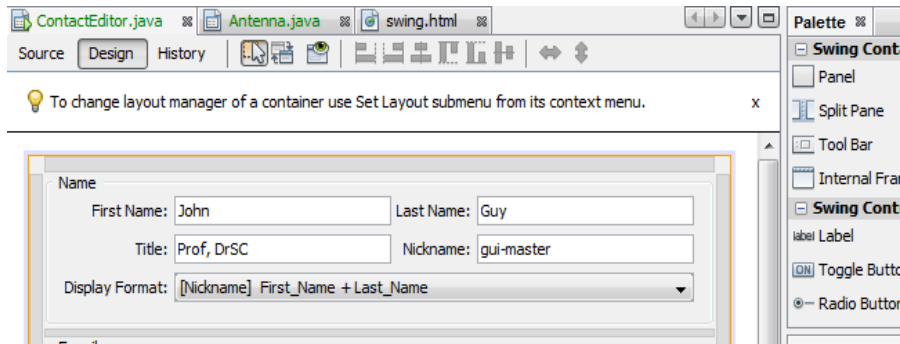 ContactEditor.java Antenna.java swing.html
Source Design History
To change layout manager of a container use Set Layout submenu from its context menu. x
Name
First Name: John Last Name: Guy
Title: Prof, DrSC Nickname: gui-master
Display Format: [Nickname] First_Name + Last_Name
Palette
Swing Conta
Panel
Split Pane
Tool Bar
Internal Fra
Swing Cont
label Label
ON Toggle Butto
Radio Button